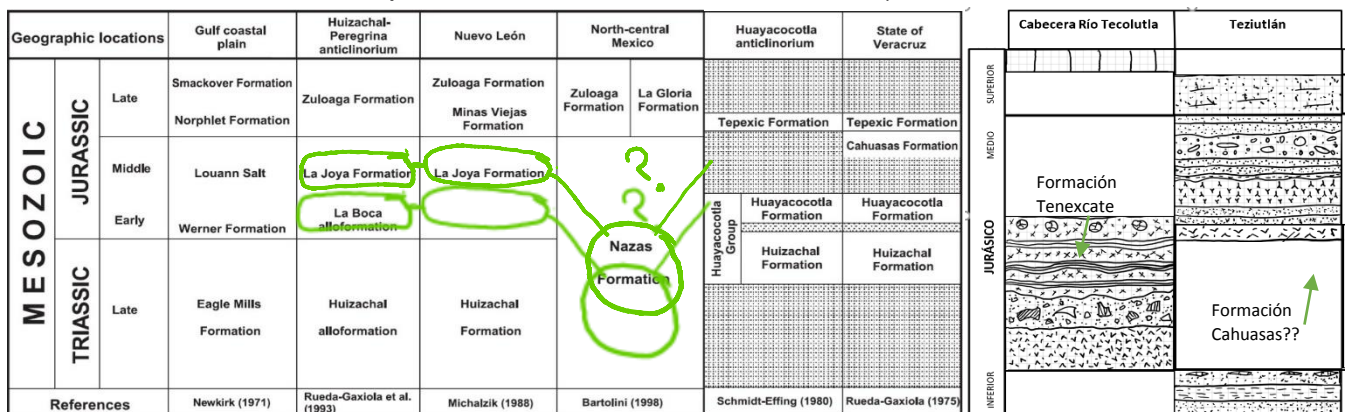 Geographic locations
Gulf coastal plain
Huizachal-Peregrina anticlinorium
Nuevo León
North-central Mexico
Huayacocotla anticlinorium
State of Veracruz
Cabecera Río Tecolutla
Teziutlán
MESOZOIC
JURASSIC
TRIASSIC
Late
Middle
Early
Late
Smackover Formation
Norphlet Formation
Louann Salt
Werner Formation
Eagle Mills
Formation
Zuloaga Formation
La Joya Formation
La Boca
alloformation
Huizachal
alloformation
Zuloaga Formation
Minas Viejas
Formation
La Joya Formation
Huizachal
Formation
Zuloaga
Formation
La Gloria
Formation
?
?
Nazas
Formation
Tepexic Formation
Huayacocotla
Group
Huayacocotla
Formation
Huizachal
Formation
Tepexic Formation
Cahuasas Formation
Huayacocotla
Formation
Huizachal
Formation
JURÁSICO
SUPERIOR
MEDIO
INFERIOR
Formación
Tenexcate
Formación
Cahuasas??
References
Newkirk (1971)
Rueda-Gaxiola et al.
(1993)
Michalzik (1988)
Bartolini (1998)
Schmidt-Effing (1980)
Rueda-Gaxiola (1975)